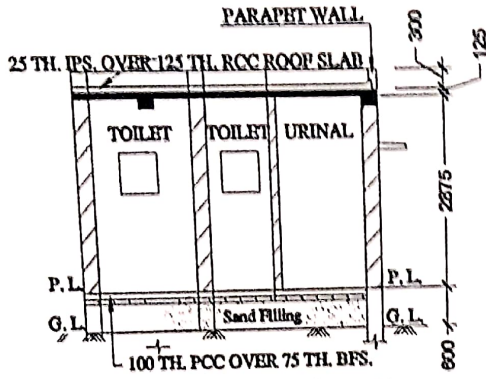 PARAPET WALL
300
125
25 TH. IPS. OVER 125 TH. RCC ROOF SLAB
TOILET
TOILET
URINAL
2875
P. L.
P. L.
G. L.
Sand Filling
G. L.
600
100 TH. PCC OVER 75 TH. BFS.